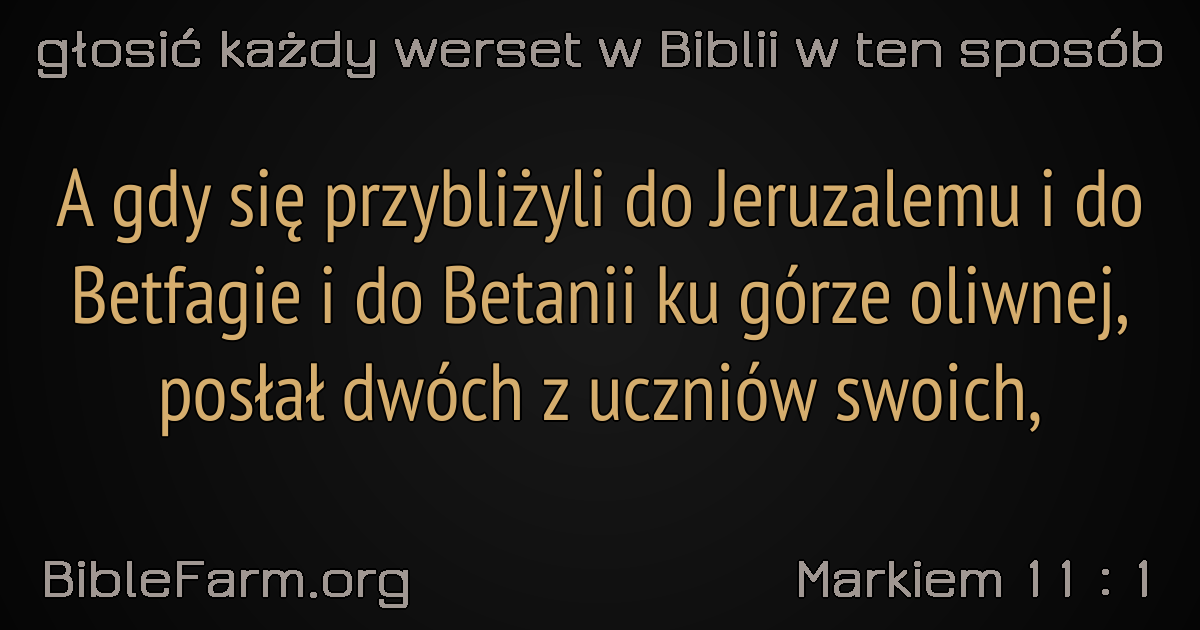 głosić każdy werset w Biblii w ten sposób
A gdy się przybliżyli do Jeruzalemu i do
Betfagie i do Betanii ku górze oliwnej,
posłał dwóch z uczniów swoich,
BibleFarm.org
Markiem 11 : 1